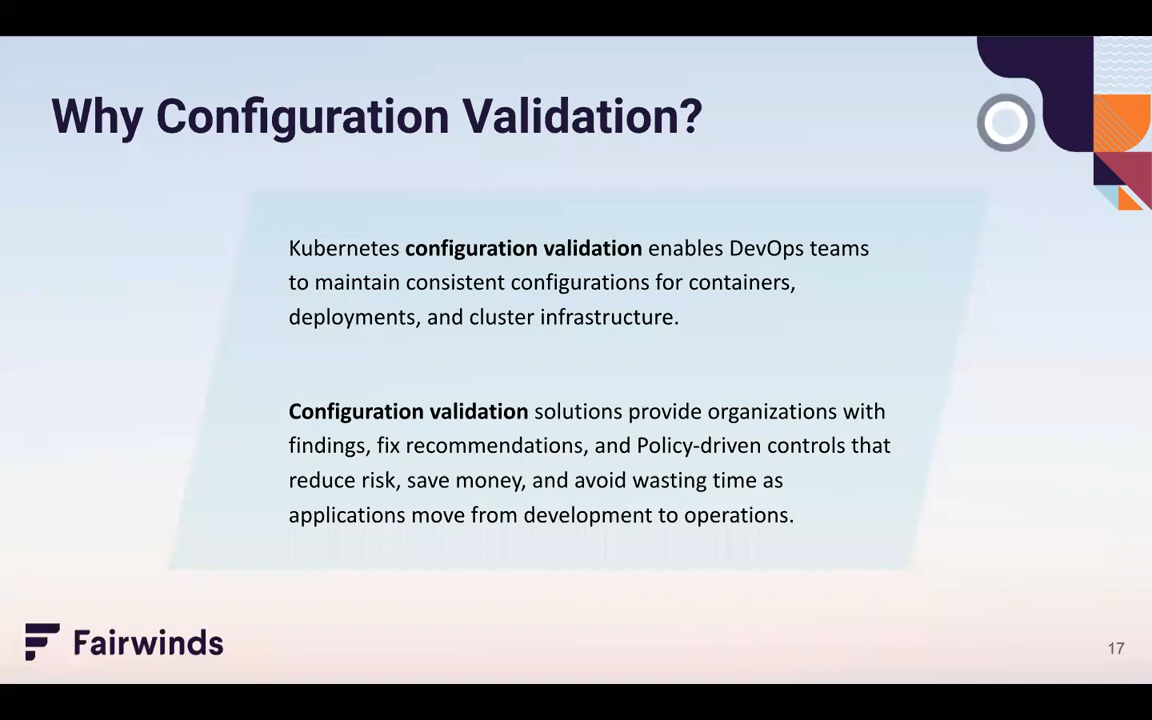 Why Configuration Validation?
Kubernetes configuration validation enables DevOps teams
to maintain consistent configurations for containers,
deployments, and cluster infrastructure.
Configuration validation solutions provide organizations with
findings, fix recommendations, and Policy-driven controls that
reduce risk, save money, and avoid wasting time as
applications move from development to operations.
Fairwinds
17